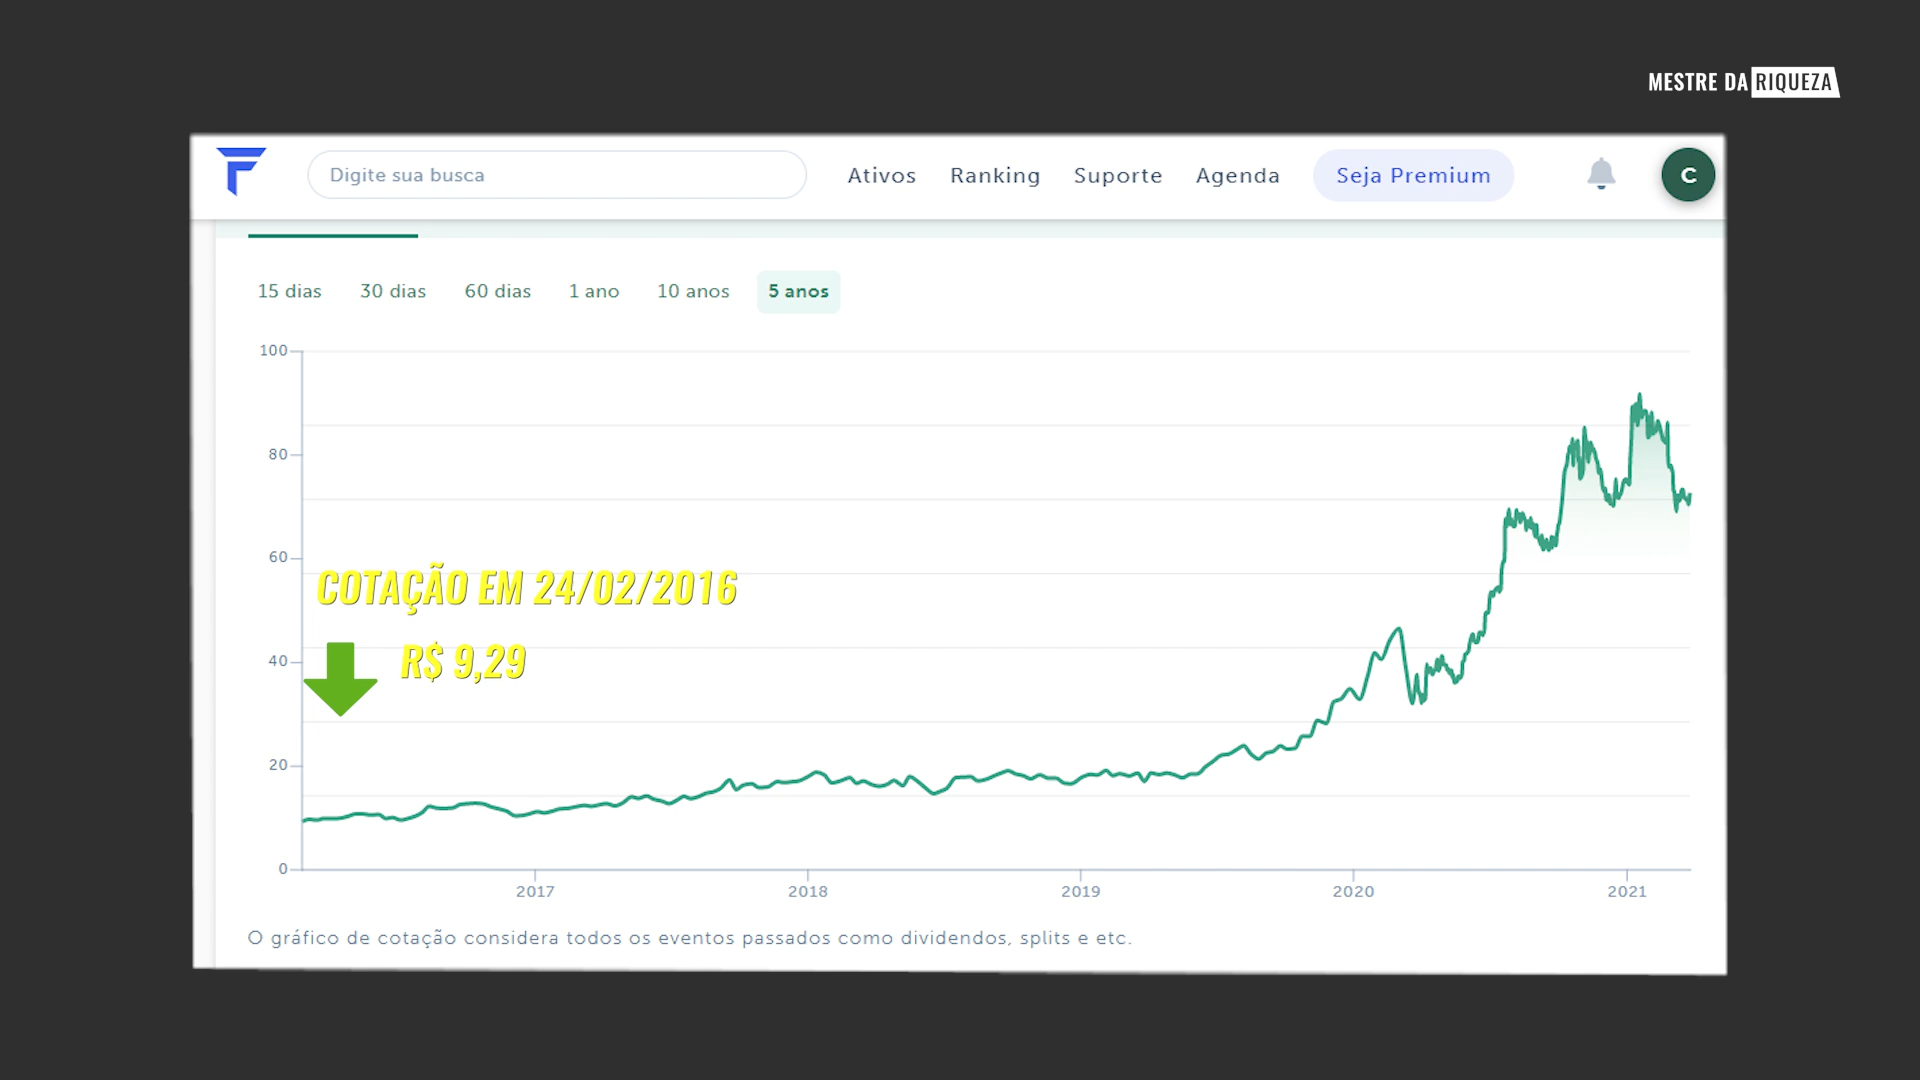 MESTRE DA RIQUEZA
Digite sua busca
Ativos
Ranking
Suporte
Agenda
Seja Premium
C
15 dias
30 dias
60 dias
1 ano
10 anos
5 anos
100
80
60
COTAÇÃO EM 24/02/2016
R$ 9,29
40
20
0
2017
2018
2019
2020
2021
O gráfico de cotação considera todos os eventos passados como dividendos, splits e etc.